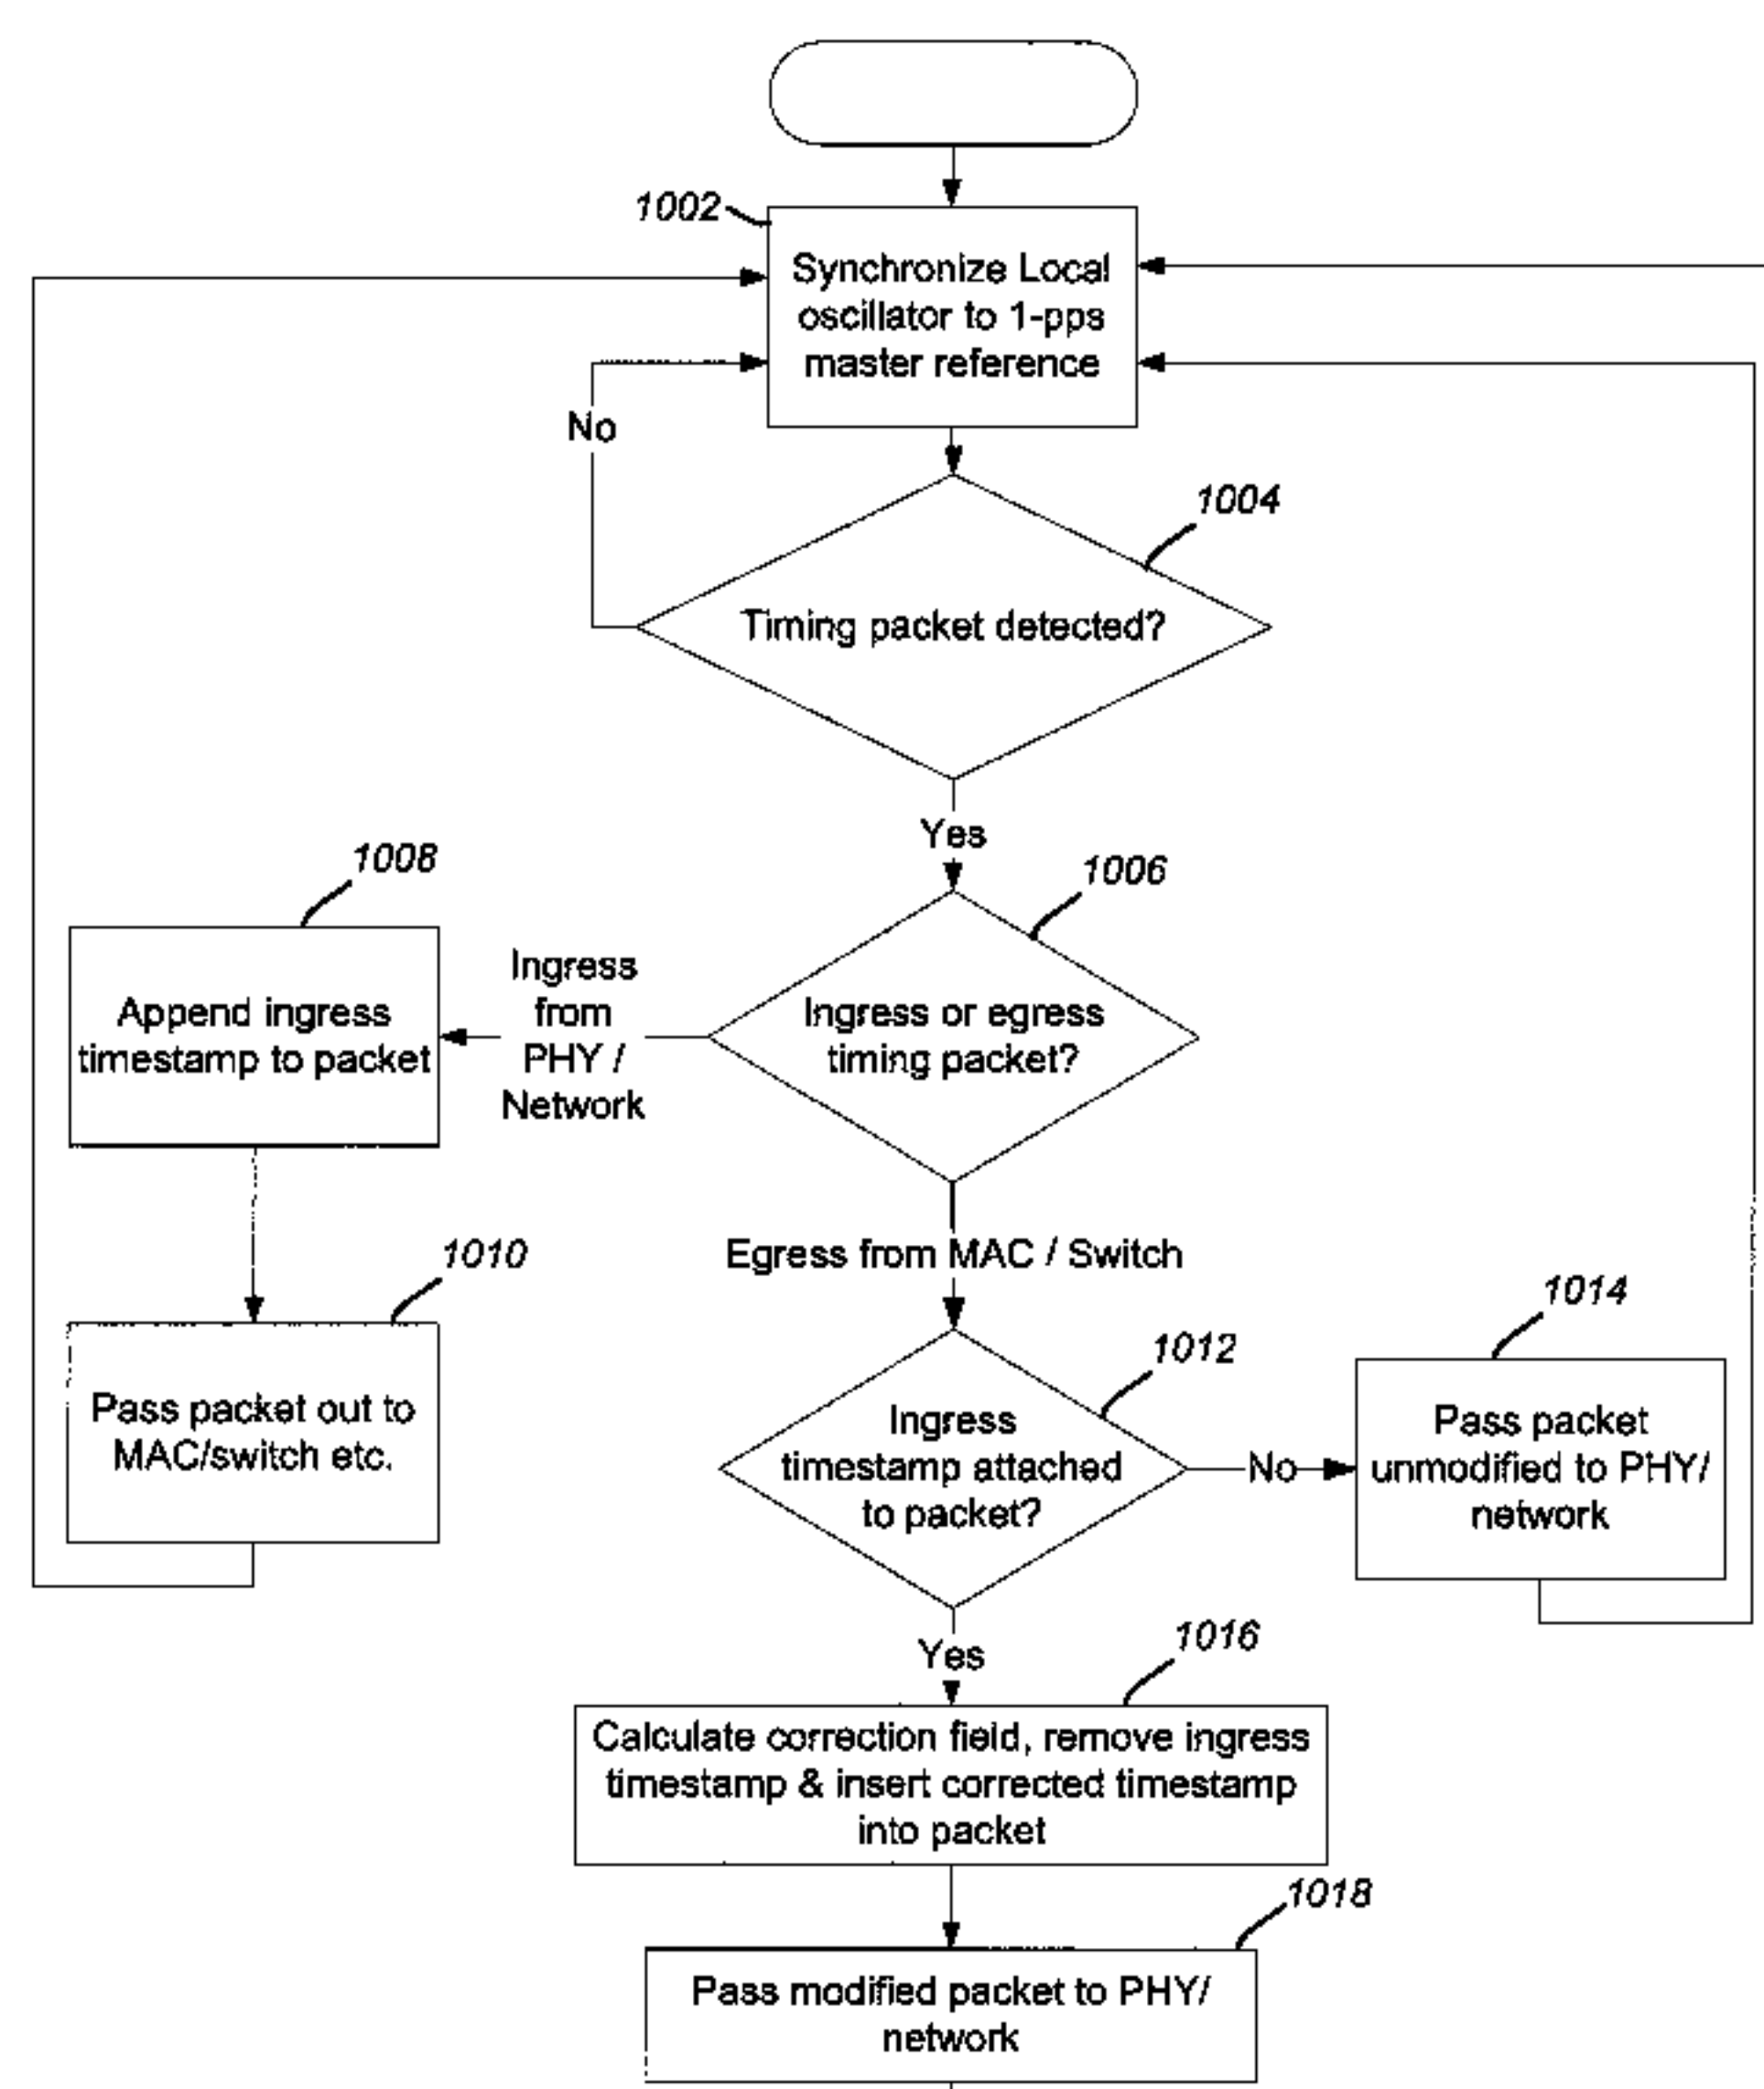 1002
Synchronize Local
oscillator to 1-pps
master reference
No
1004
Timing packet detected?
Yes
1006
1008
Ingress or egress
timing packet?
Ingress
from
PHY /
Network
Append ingress
timestamp to packet
1010
Pass packet out to
MAC/switch etc.
Egress from MAC / Switch
1012
Ingress
timestamp attached
to packet?
No
1014
Pass packet
unmodified to PHY/
network
Yes
1016
Calculate correction field, remove ingress
timestamp & insert corrected timestamp
into packet
1018
Pass modified packet to PHY/
network